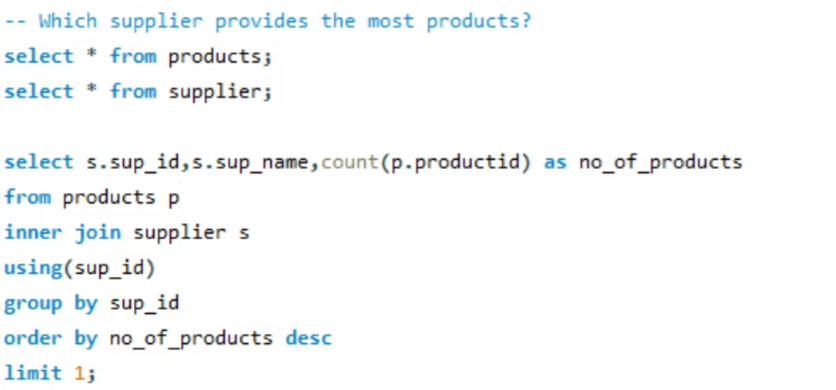 -- Which supplier provides the most products?
select * from products;
select * from supplier;
select s.sup_id,s.sup_name,count(p.productid) as no_of_products
from products p
inner join supplier s
using(sup_id)
group by sup_id
order by no_of_products desc
limit 1;